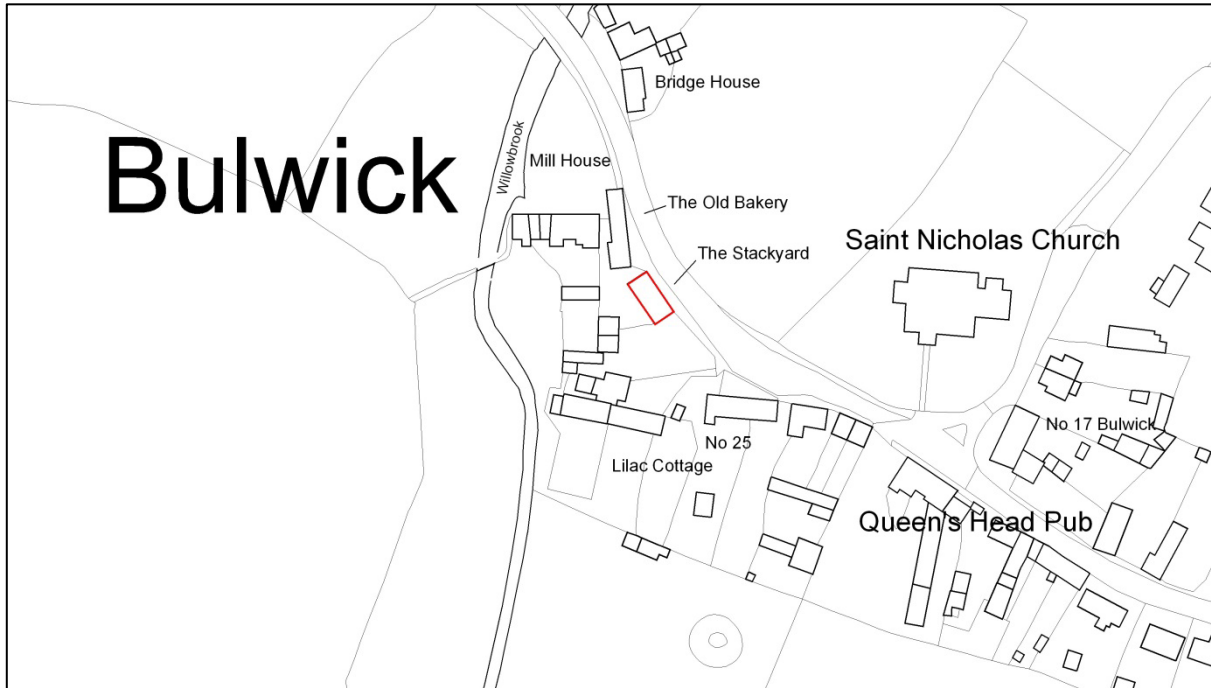 Bridge House
Bulwick
Willowbrook
Mill House
The Old Bakery
Saint Nicholas Church
The Stackyard
No 17 Bulwick
No 25
Lilac Cottage
Queen's Head Pub